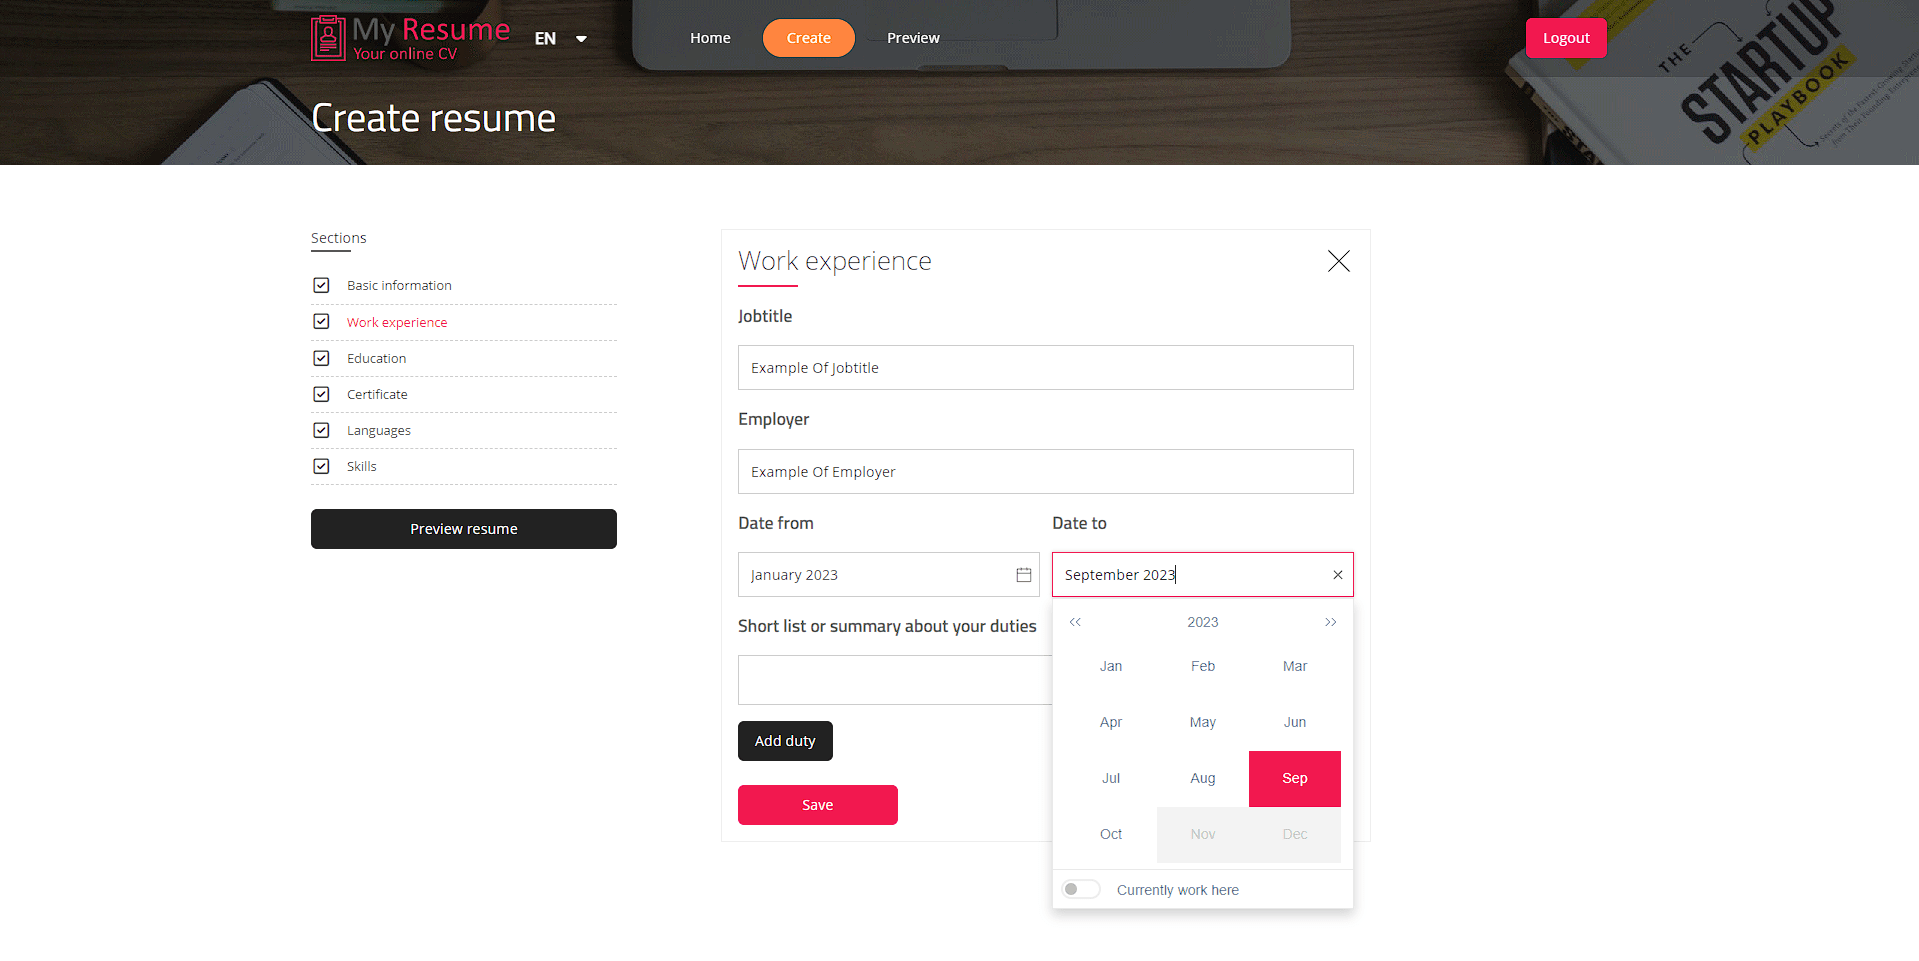 My Resume
Your online CV
EN
Home
Create
Preview
Logout
THE
STARTUP
PLAYBOOK
Create resume
Sections
Basic information
Work experience
Education
Certificate
Languages
Skills
Preview resume
Work experience
Jobtitle
Example Of Jobtitle
Employer
Example Of Employer
Date from
Date to
January 2023
September 2023
Short list or summary about your duties
2023
Jan Feb Mar
Apr May Jun
Jul Aug Sep
Oct Nov Dec
Currently work here
Add duty
Save